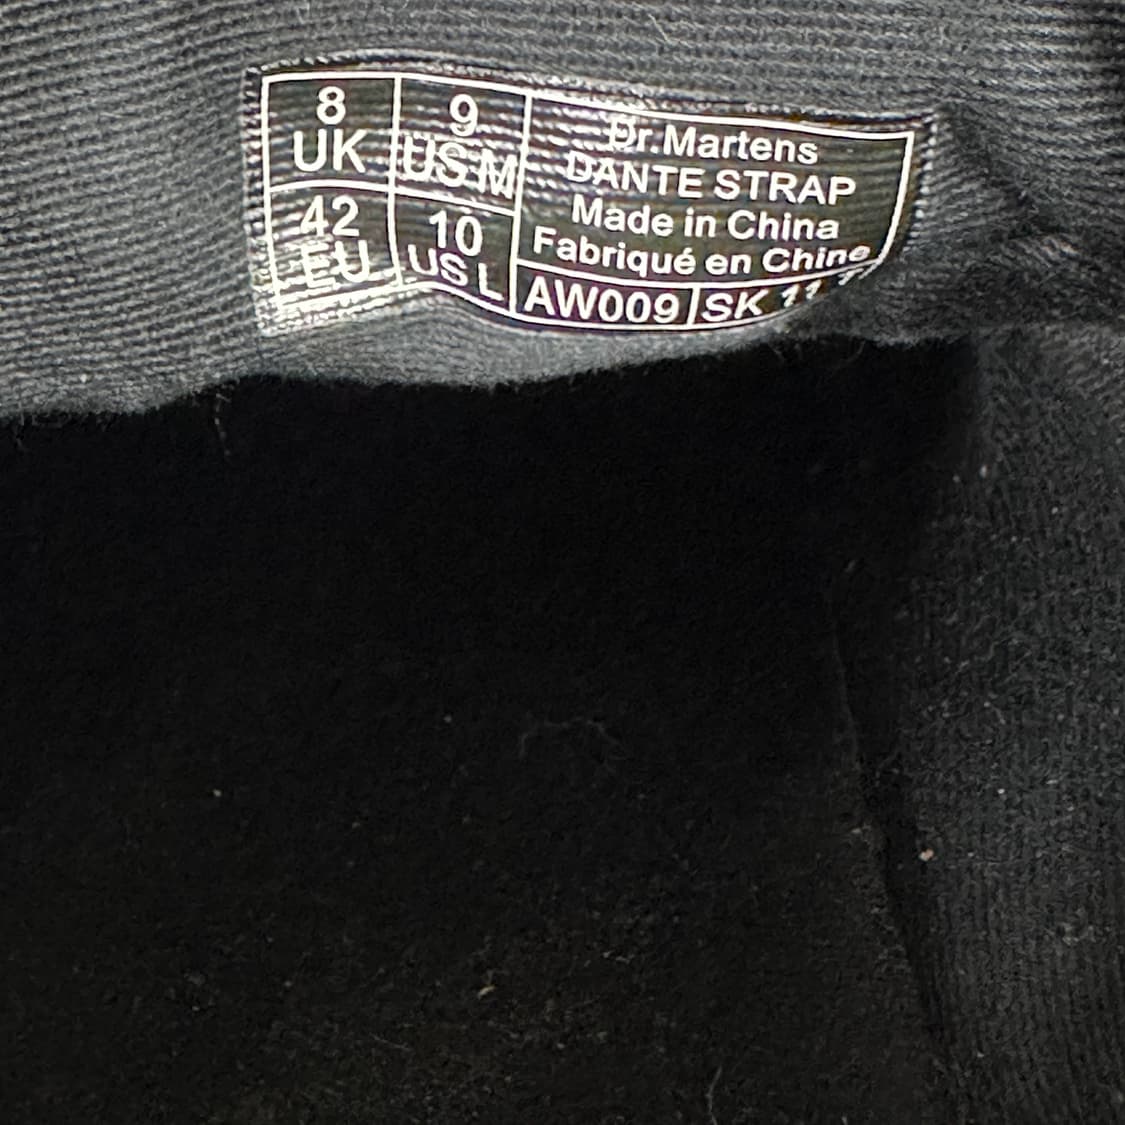 8
UK
9
US M
42
EU
10
US L
Dr.Martens
DANTE STRAP
Made in China
Fabriqué en Chine
AW009
SK 11